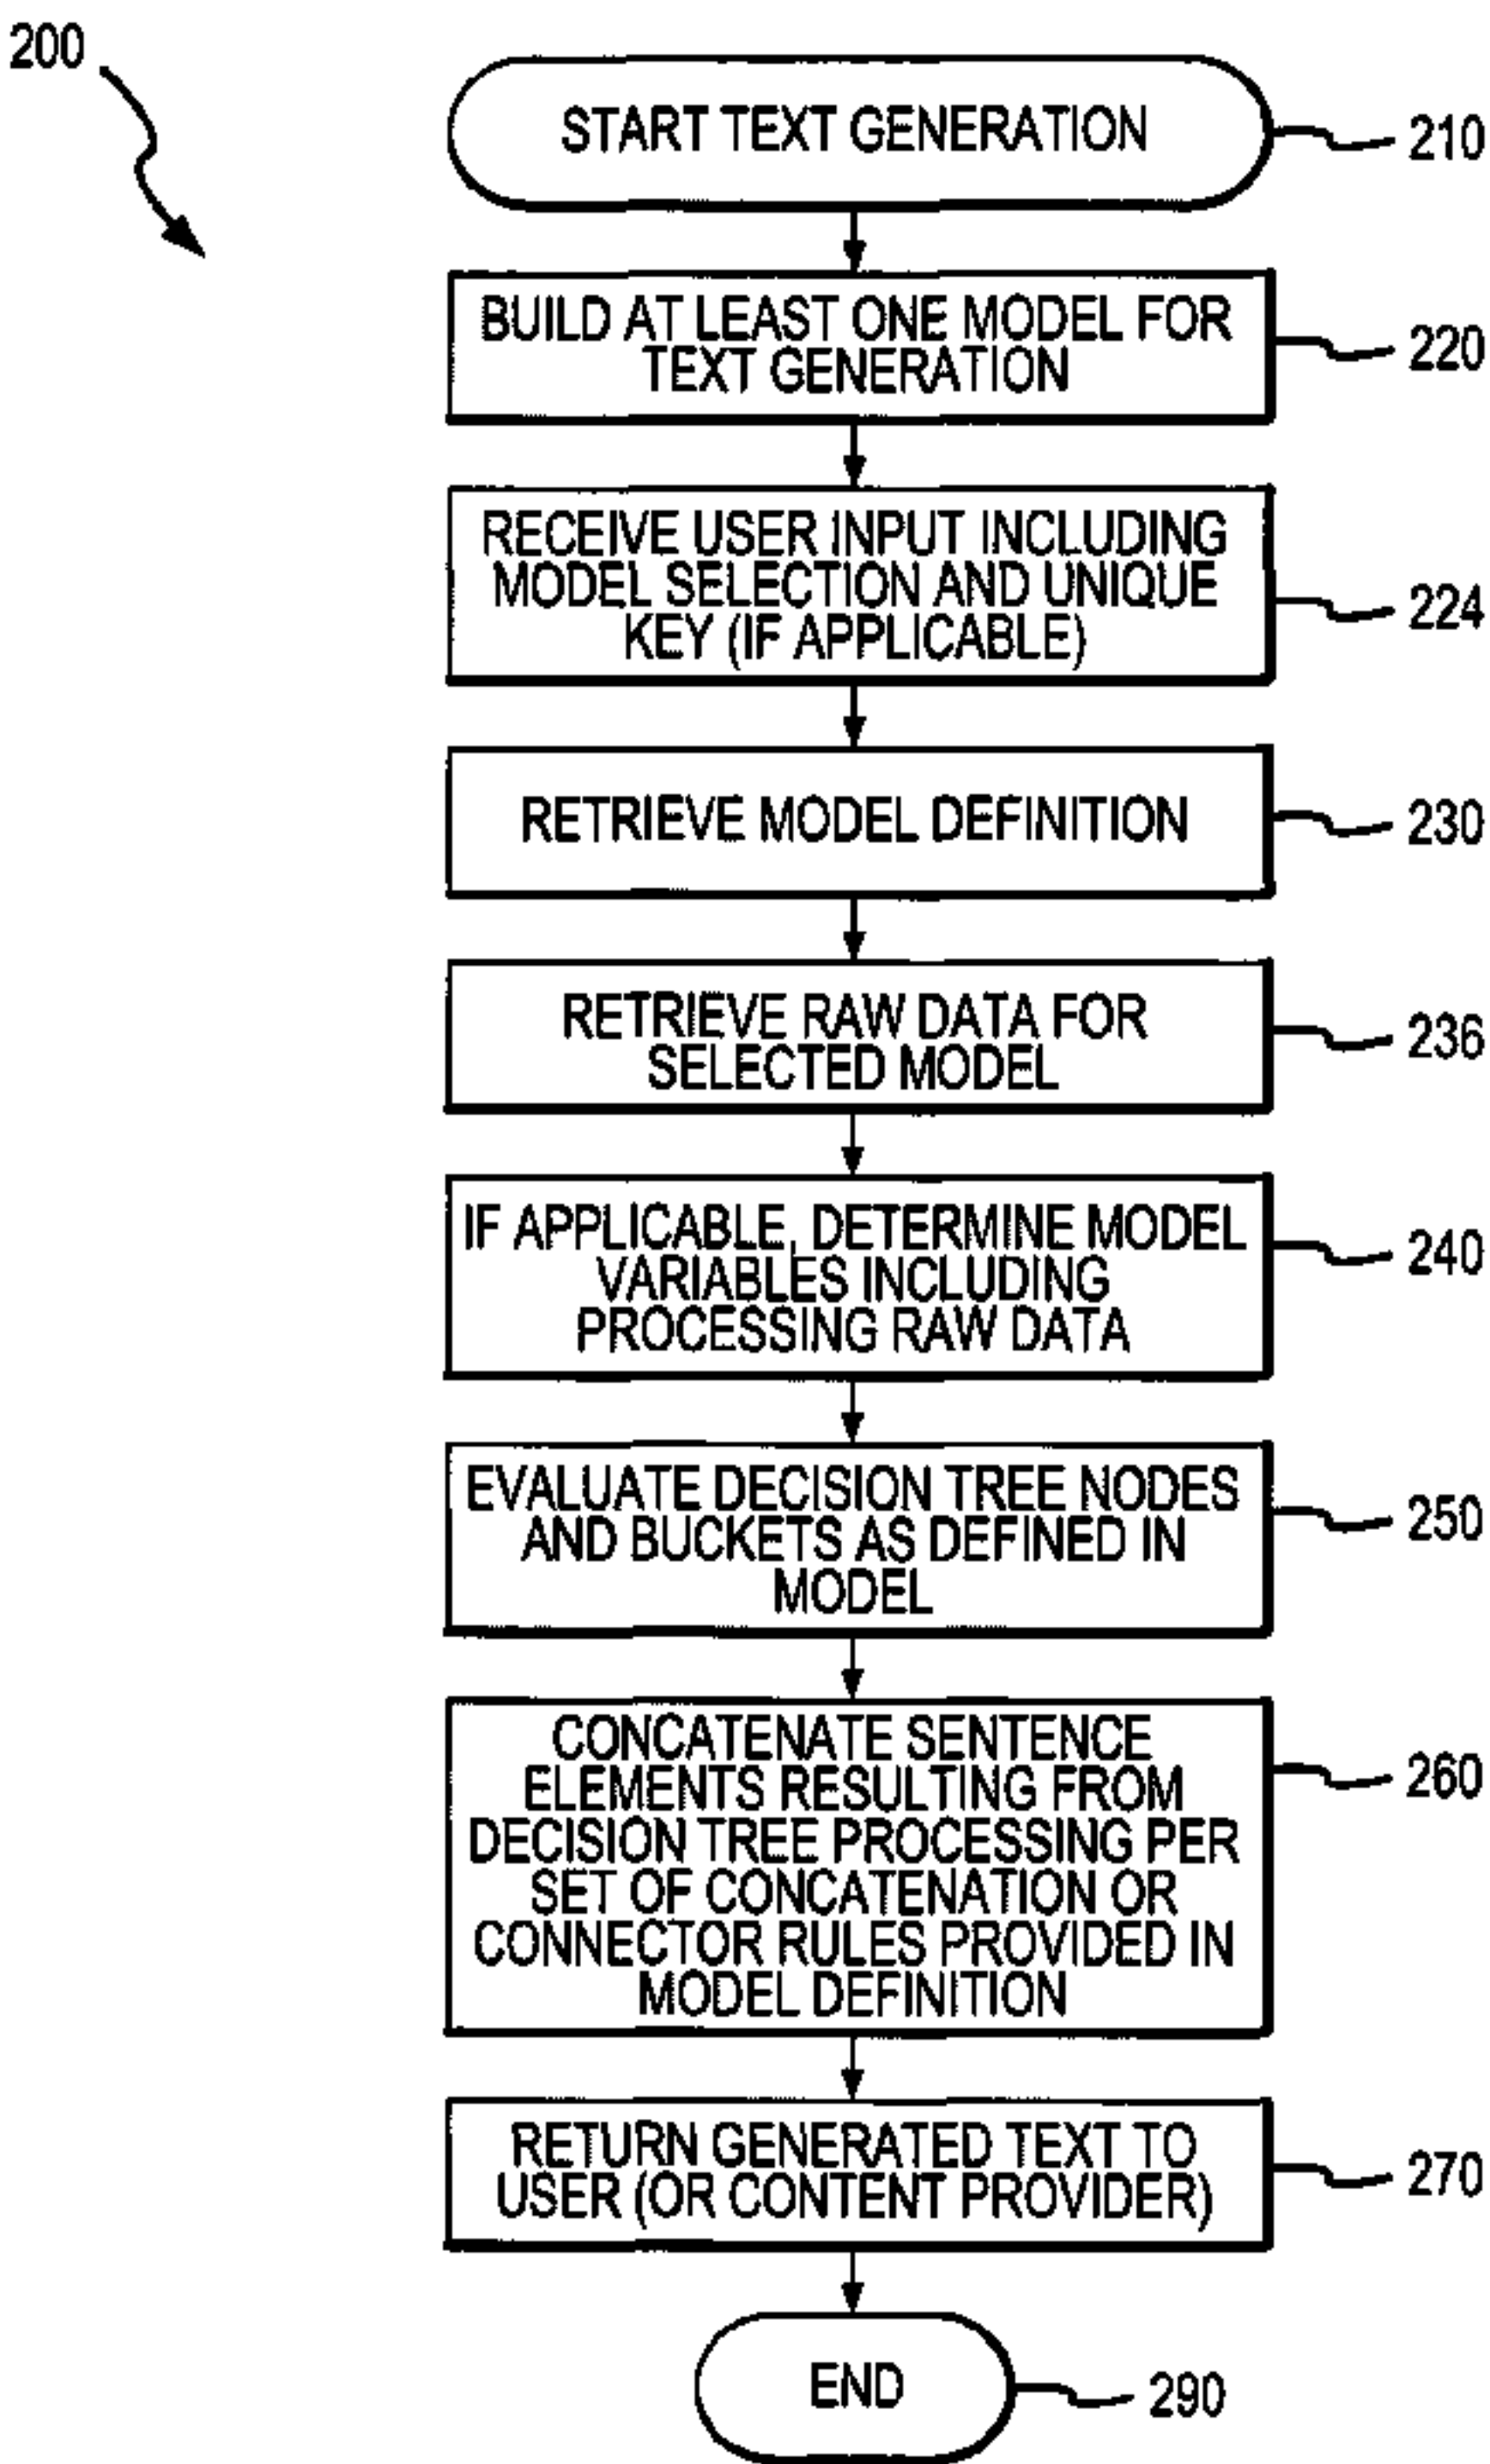 200
START TEXT GENERATION
210
BUILD AT LEAST ONE MODEL FOR
TEXT GENERATION
220
RECEIVE USER INPUT INCLUDING
MODEL SELECTION AND UNIQUE
KEY (IF APPLICABLE)
224
RETRIEVE MODEL DEFINITION
230
RETRIEVE RAW DATA FOR
SELECTED MODEL
236
IF APPLICABLE, DETERMINE MODEL
VARIABLES INCLUDING
PROCESSING RAW DATA
240
EVALUATE DECISION TREE NODES
AND BUCKETS AS DEFINED IN
MODEL
250
CONCATENATE SENTENCE
ELEMENTS RESULTING FROM
DECISION TREE PROCESSING PER
SET OF CONCATENATION OR
CONNECTOR RULES PROVIDED IN
MODEL DEFINITION
260
RETURN GENERATED TEXT TO
USER (OR CONTENT PROVIDER)
270
END
290